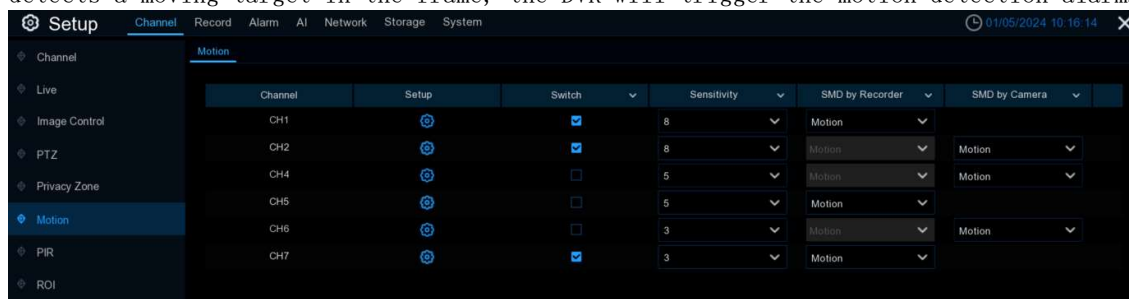 detects a moving target in the frame, the DVR will trigger the motion detection alarm
Setup Channel Record Alarm AI Network Storage System 01/05/2024 10:16:14
Channel
Motion
Live
Image Control
PTZ
Privacy Zone
Motion
PIR
ROI
Channel Setup Switch Sensitivity SMD by Recorder SMD by Camera
CH1 8 Motion
CH2 8 Motion Motion
CH4 5 Motion Motion
CH5 5 Motion
CH6 3 Motion Motion
CH7 3 Motion